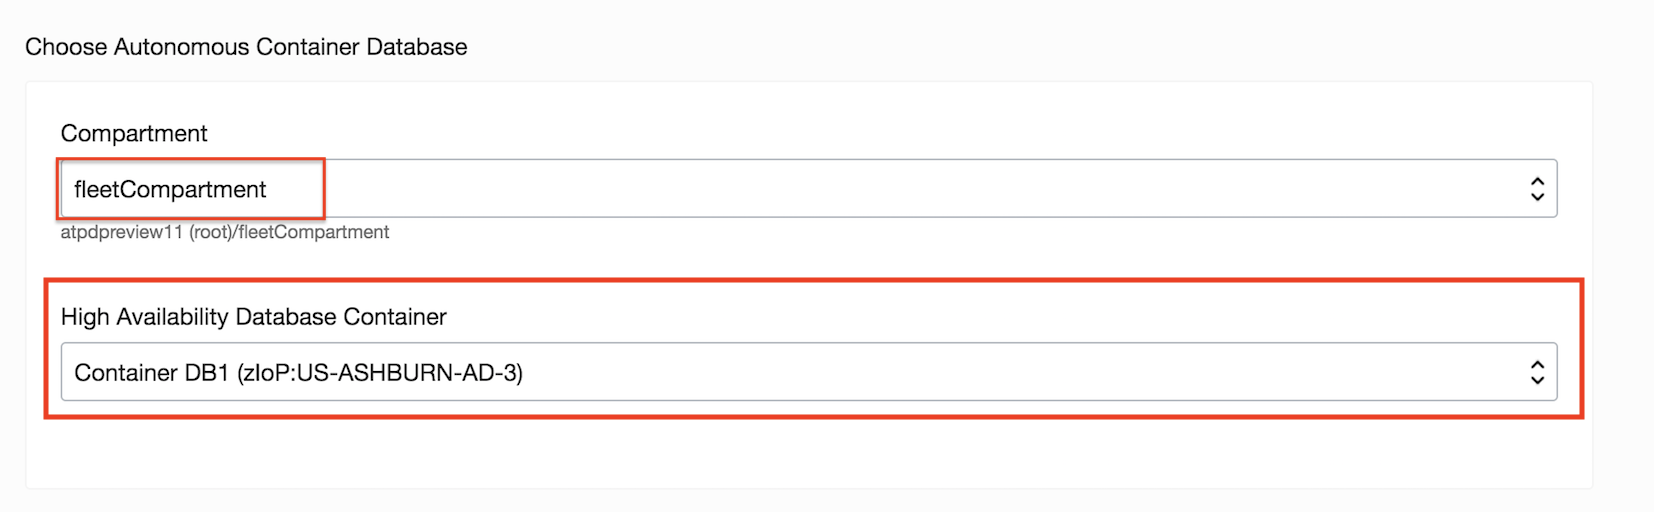 Choose Autonomous Container Database
Compartment
fleetCompartment
atpdpreview11 (root)/fleetCompartment
High Availability Database Container
Container DB1 (zIoP:US-ASHBURN-AD-3)